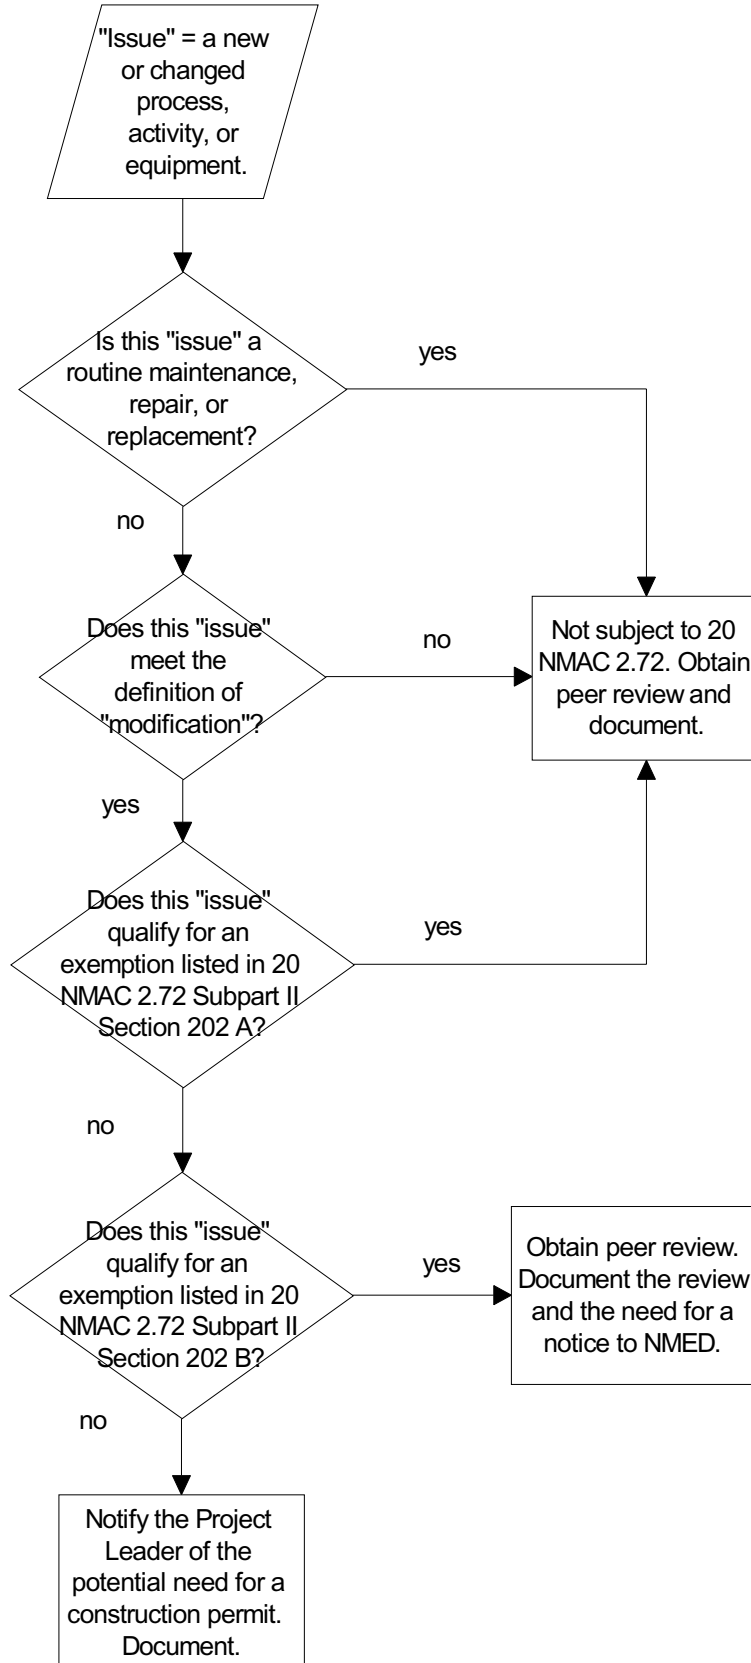 "Issue" = a new
or changed
process,
activity, or
equipment.
Is this "issue" a
routine maintenance,
repair, or
replacement?
yes
no
Does this "issue"
meet the
definition of
"modification"?
no
Not subject to 20
NMAC 2.72. Obtain
peer review and
document.
yes
Does this "issue"
qualify for an
exemption listed in 20
NMAC 2.72 Subpart II
Section 202 A?
yes
no
Does this "issue"
qualify for an
exemption listed in 20
NMAC 2.72 Subpart II
Section 202 B?
yes
Obtain peer review.
Document the review
and the need for a
notice to NMED.
no
Notify the Project
Leader of the
potential need for a
construction permit.
Document.